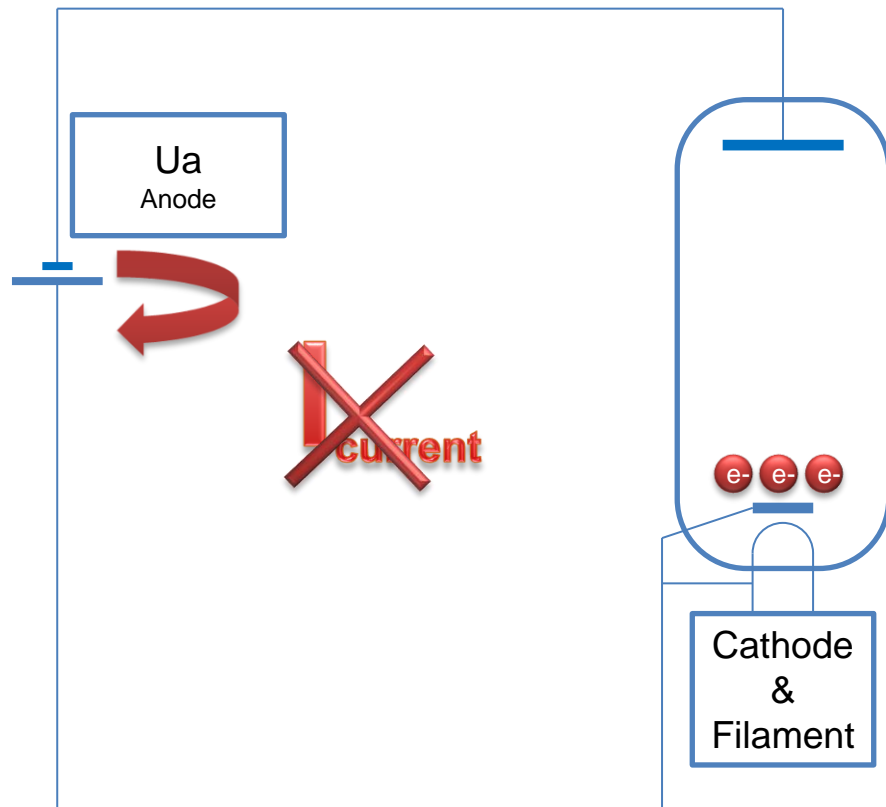 Ua
Anode
I
current
e- e- e-
Cathode
&
Filament